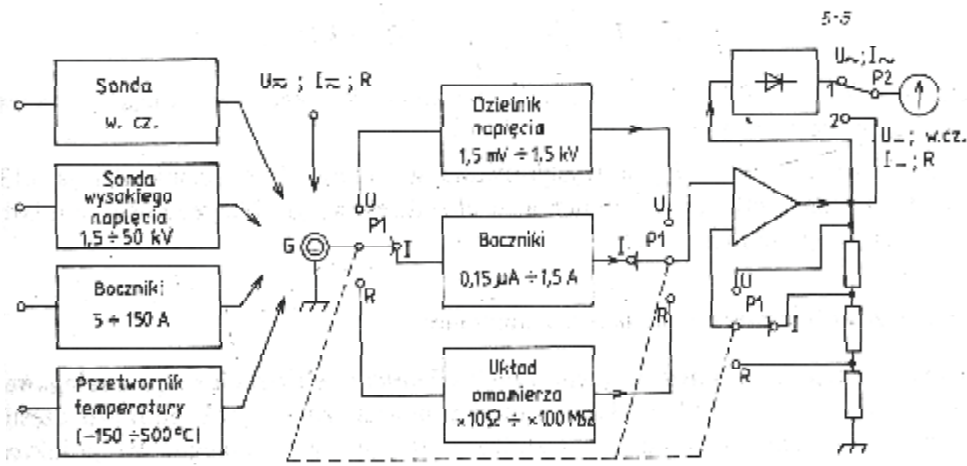 5-5
Sonda
w. cz.
Sonda
wysokiego
napięcia
1,5÷50 kV
Boczniki
5 ÷ 150 A
Przetwornik
temperatury
(-150 ÷500°C)
U≂ ; I≂ ; R
G
U
P1
I
R
Dzielnik
napięcia
1,5 mV ÷ 1,5 kV
Boczniki
0,15 µA ÷ 1,5 A
Układ
omomierza
×10Ω ÷ ×100MΩ
U
I
P1
R
U
P1
I
R
U~; I~
P2
1
2
U_; w.cz.
I_; R